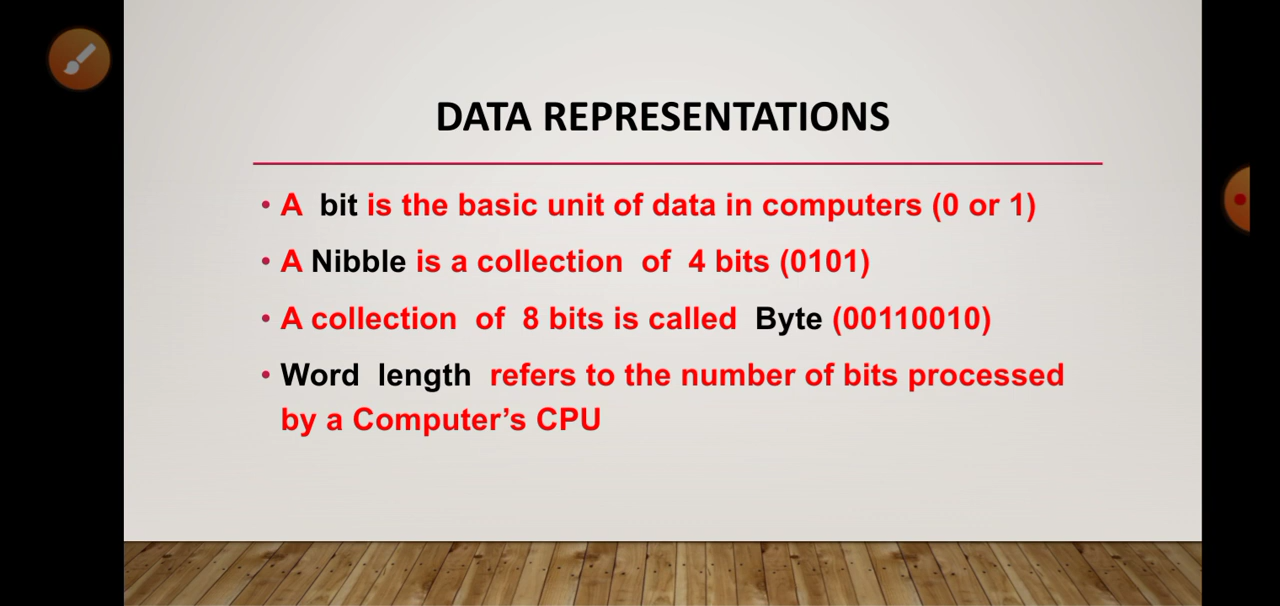 DATA REPRESENTATIONS
• A bit is the basic unit of data in computers (0 or 1)
• A Nibble is a collection of 4 bits (0101)
• A collection of 8 bits is called Byte (00110010)
• Word length refers to the number of bits processed
by a Computer’s CPU